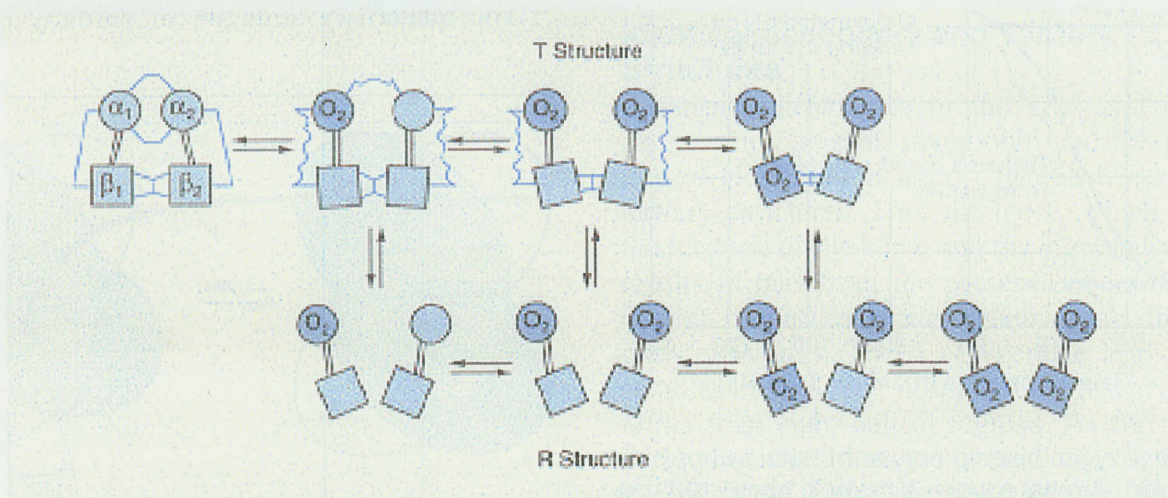 T Structure
α₁ α₂ O₂ O₂ O₂ O₂ O₂
β₁ β₂ O₂
O₂ O₂ O₂ O₂ O₂ O₂ O₂
C₂ O₂ O₂
R Structure